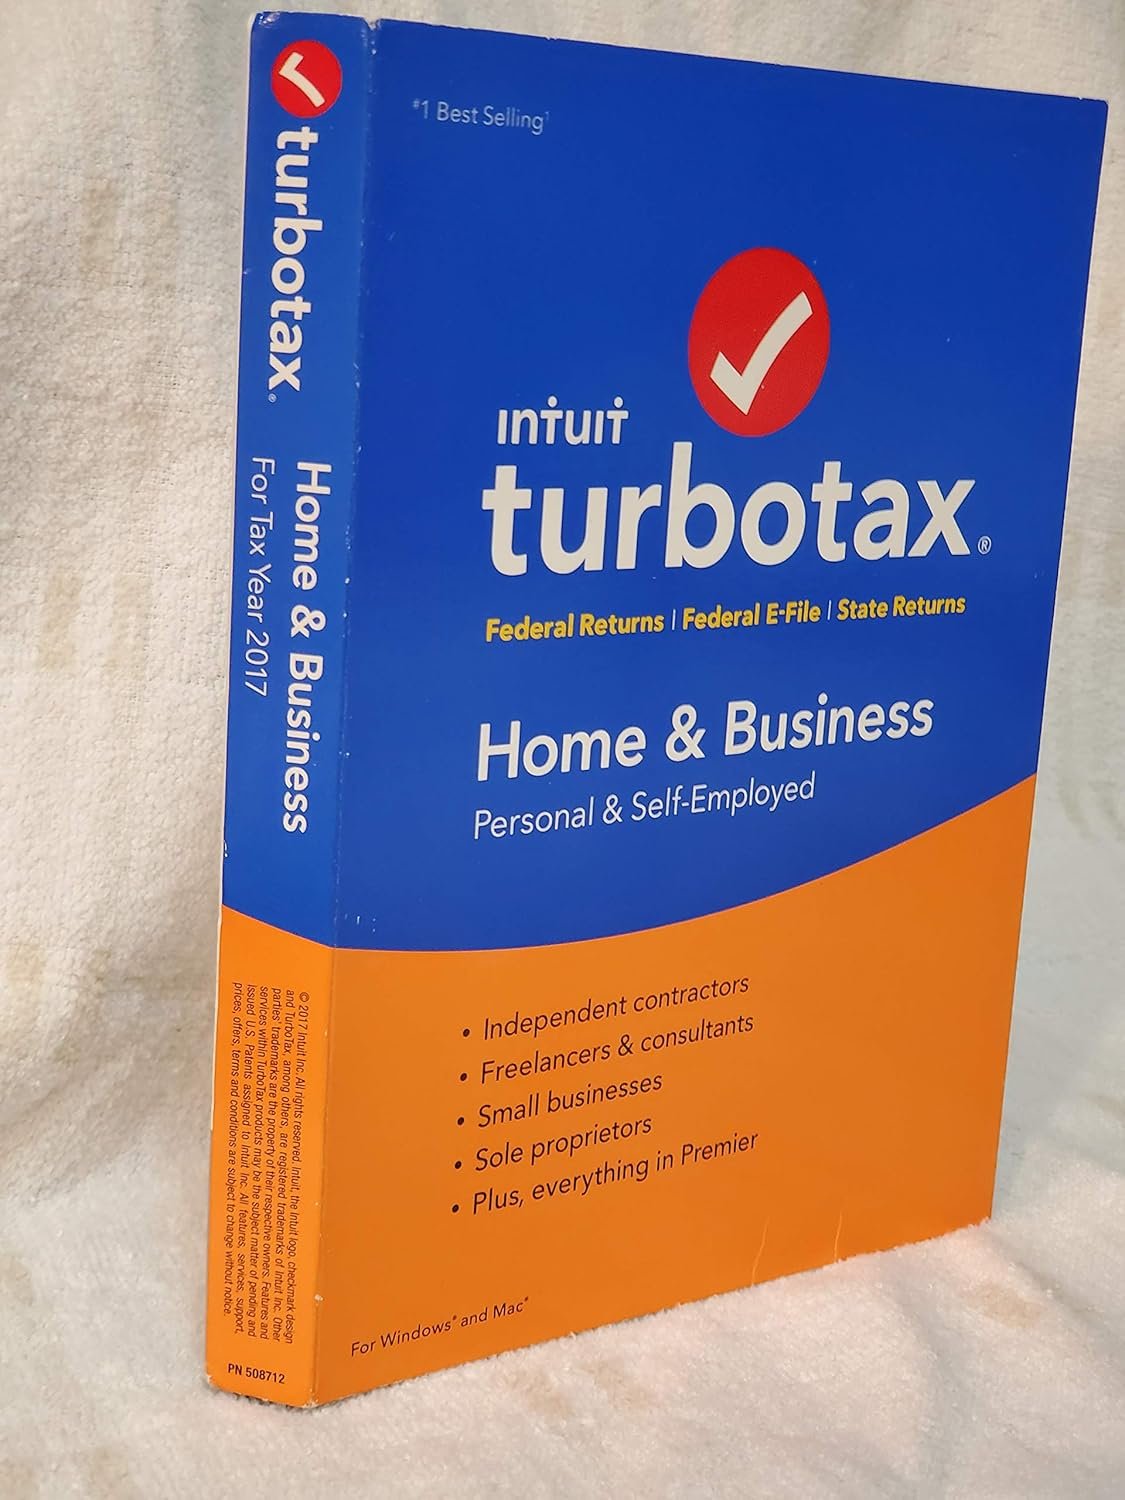 turbotax®
Home & Business
For Tax Year 2017
© 2017 Intuit Inc. All rights reserved. Intuit, the Intuit logo, checkmark design
and TurboTax, among others, are registered trademarks of Intuit Inc. Other
parties' trademarks are the property of their respective owners. Features and
services within TurboTax products may be the subject matter of pending and
issued U.S. Patents assigned to Intuit Inc. All features, services, support,
prices, offers, terms and conditions are subject to change without notice.
PN 508712
#1 Best Selling¹
intuit
turbotax®
Federal Returns | Federal E-File | State Returns
Home & Business
Personal & Self-Employed
• Independent contractors
• Freelancers & consultants
• Small businesses
• Sole proprietors
• Plus, everything in Premier
For Windows® and Mac®